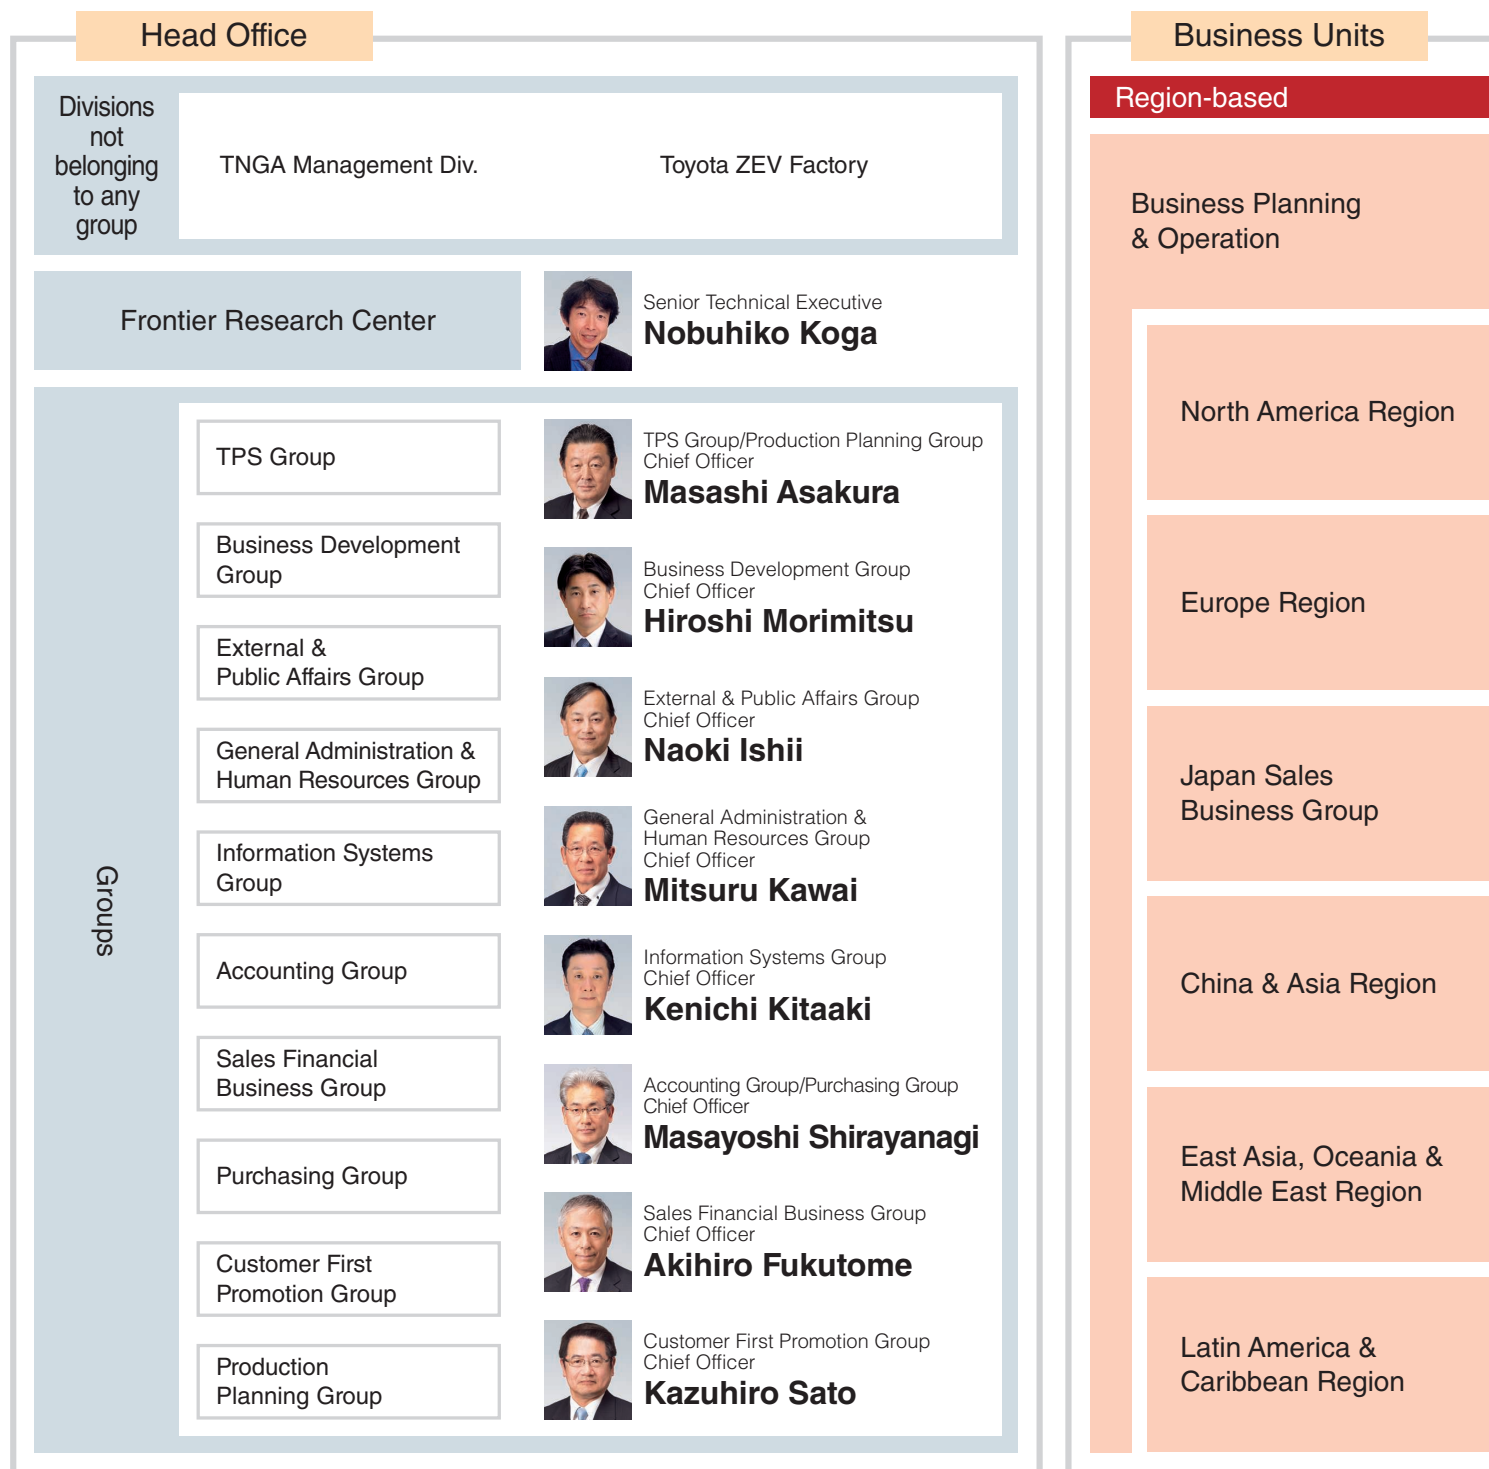 Head Office
Divisions
not
belonging
to any
group
TNGA Management Div.
Toyota ZEV Factory
Frontier Research Center
Senior Technical Executive
Nobuhiko Koga
Groups
TPS Group
Business Development
Group
External &
Public Affairs Group
General Administration &
Human Resources Group
Information Systems
Group
Accounting Group
Sales Financial
Business Group
Purchasing Group
Customer First
Promotion Group
Production
Planning Group
TPS Group/Production Planning Group
Chief Officer
Masashi Asakura
Business Development Group
Chief Officer
Hiroshi Morimitsu
External & Public Affairs Group
Chief Officer
Naoki Ishii
General Administration &
Human Resources Group
Chief Officer
Mitsuru Kawai
Information Systems Group
Chief Officer
Kenichi Kitaaki
Accounting Group/Purchasing Group
Chief Officer
Masayoshi Shirayanagi
Sales Financial Business Group
Chief Officer
Akihiro Fukutome
Customer First Promotion Group
Chief Officer
Kazuhiro Sato
Business Units
Region-based
Business Planning
& Operation
North America Region
Europe Region
Japan Sales
Business Group
China & Asia Region
East Asia, Oceania &
Middle East Region
Latin America &
Caribbean Region